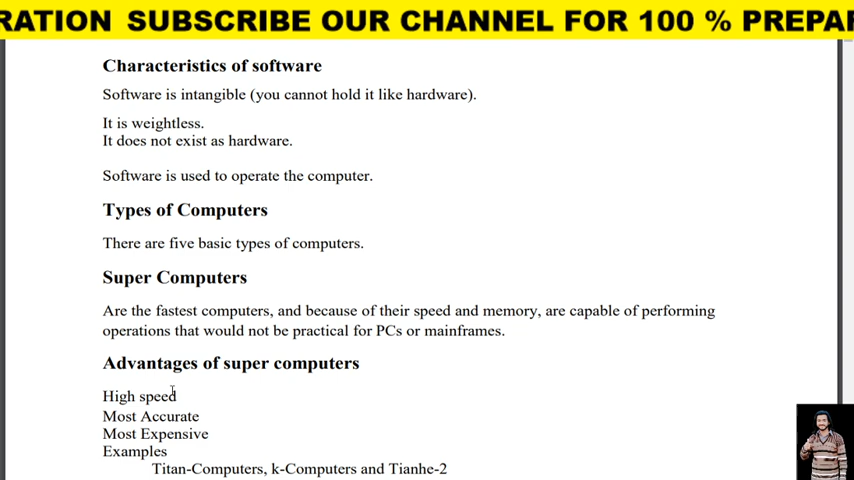 RATION SUBSCRIBE OUR CHANNEL FOR 100 % PREPAR
Characteristics of software
Software is intangible (you cannot hold it like hardware).
It is weightless.
It does not exist as hardware.
Software is used to operate the computer.
Types of Computers
There are five basic types of computers.
Super Computers
Are the fastest computers, and because of their speed and memory, are capable of performing
operations that would not be practical for PCs or mainframes.
Advantages of super computers
High speed
Most Accurate
Most Expensive
Examples
Titan-Computers, k-Computers and Tianhe-2